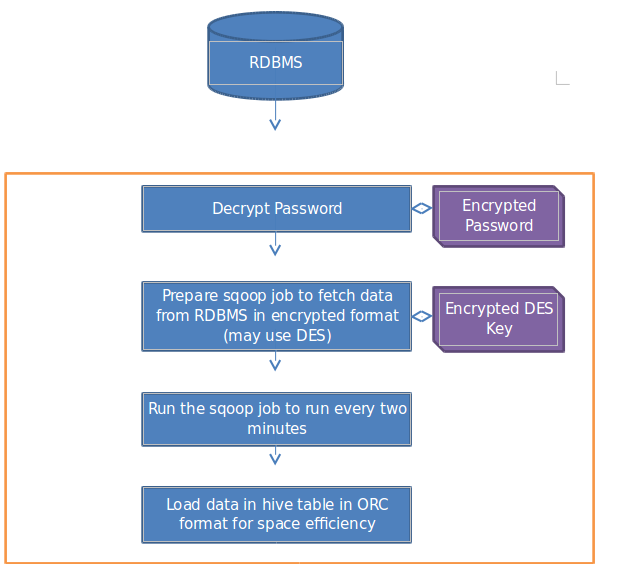 RDBMS
Decrypt Password
Encrypted
Password
Prepare sqoop job to fetch data
from RDBMS in encrypted format
(may use DES)
Encrypted DES
Key
Run the sqoop job to run every two
minutes
Load data in hive table in ORC
format for space efficiency